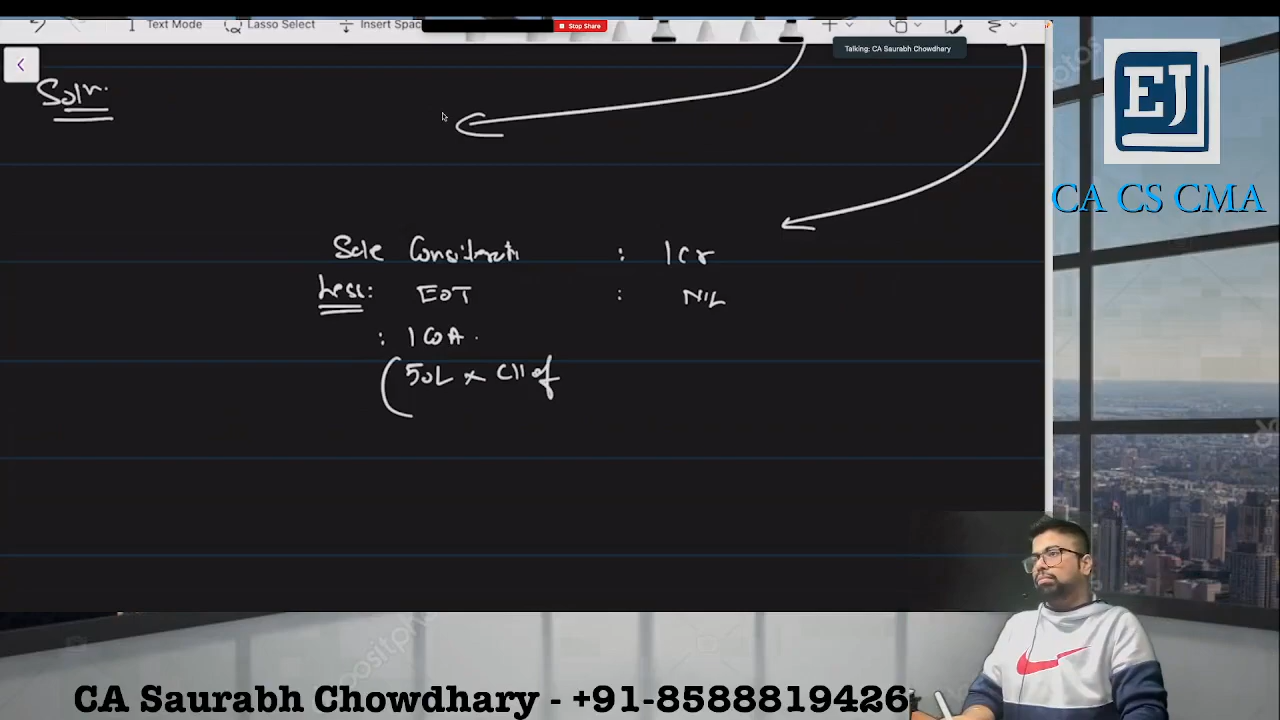 Text Mode
Lasso Select
Insert Spac
Stop Share
Talking: CA Saurabh Chowdhary
Soln.
EJ
CA CS CMA
Sale Consideratn : 1 Cr
Less: EOT : NIL
: ICOA.
(50L × CII of
CA Saurabh Chowdhary - +91-8588819426